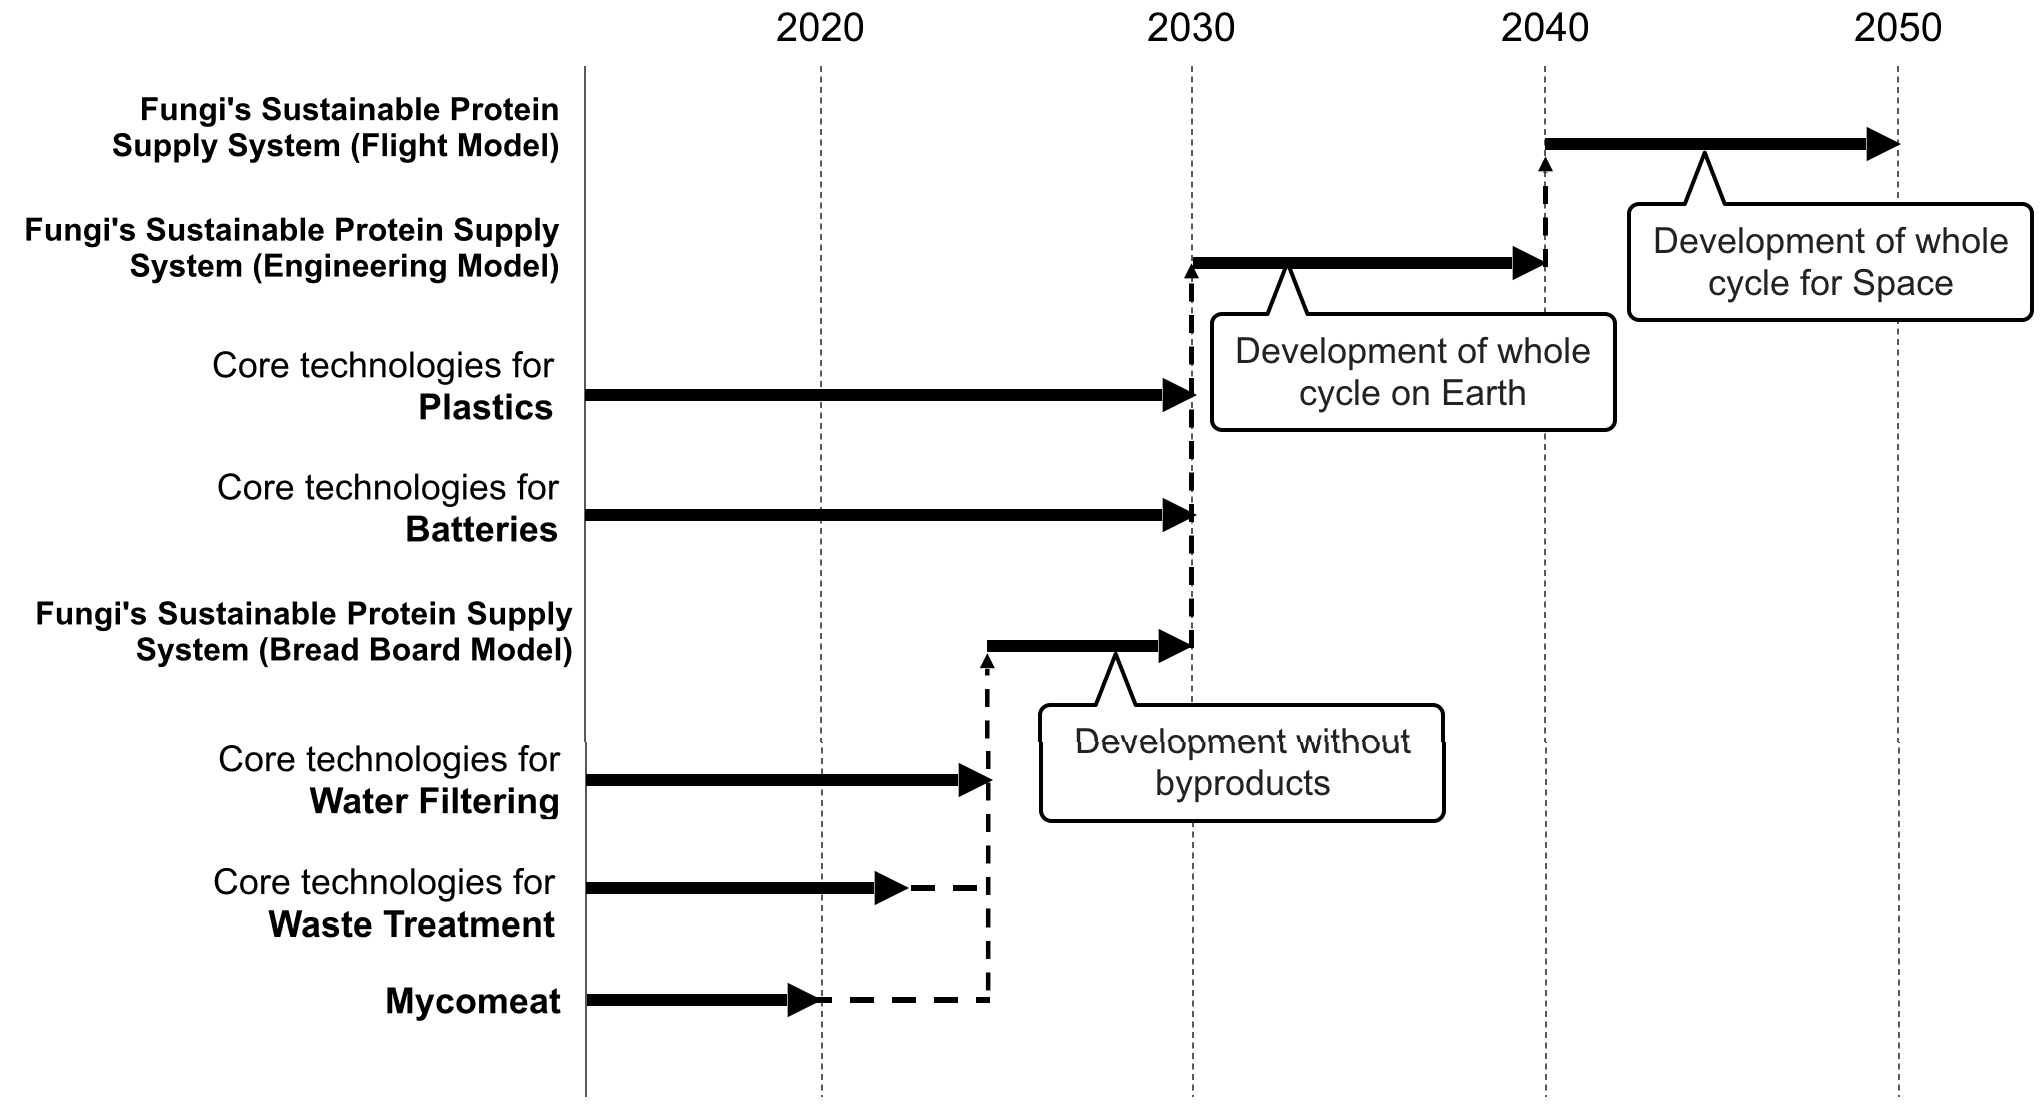 2020 2030 2040 2050
Fungi's Sustainable Protein
Supply System (Flight Model)
Fungi's Sustainable Protein Supply
System (Engineering Model)
Development of whole
cycle for Space
Core technologies for
Plastics
Development of whole
cycle on Earth
Core technologies for
Batteries
Fungi's Sustainable Protein Supply
System (Bread Board Model)
Development without
byproducts
Core technologies for
Water Filtering
Core technologies for
Waste Treatment
Mycomeat